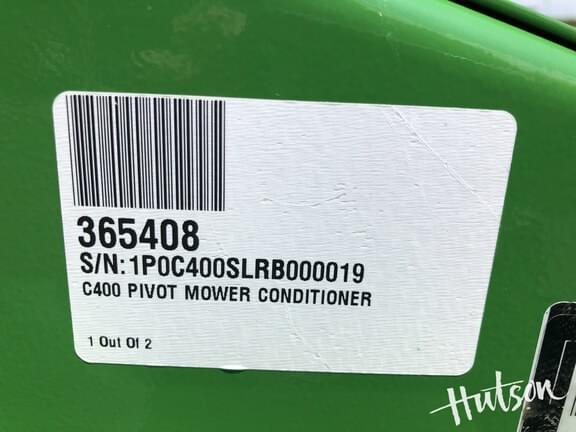 365408
S/N:1P0C400SLRB000019
C400 PIVOT MOWER CONDITIONER
1 Out Of 2
Hutson